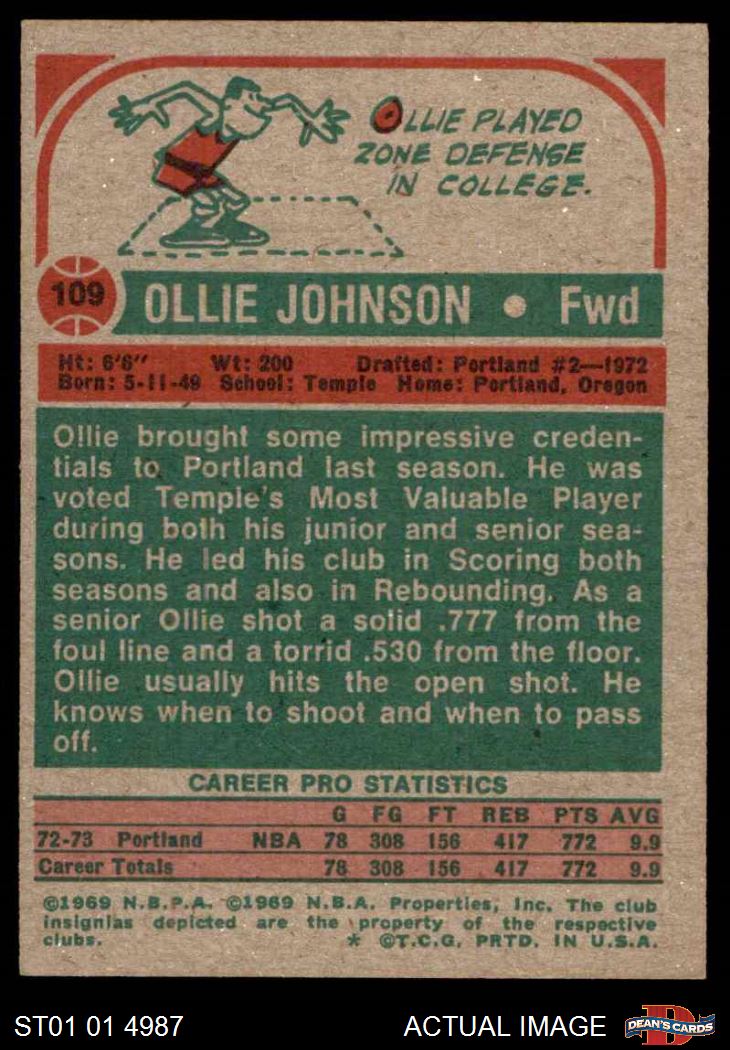 OLLIE PLAYED
ZONE DEFENSE
IN COLLEGE.
109
OLLIE JOHNSON • Fwd
Ht: 6'6" Wt: 200 Drafted: Portland #2—1972
Born: 5-11-49 School: Temple Home: Portland, Oregon
Ollie brought some impressive creden-
tials to Portland last season. He was
voted Temple's Most Valuable Player
during both his junior and senior sea-
sons. He led his club in Scoring both
seasons and also in Rebounding. As a
senior Ollie shot a solid .777 from the
foul line and a torrid .530 from the floor.
Ollie usually hits the open shot. He
knows when to shoot and when to pass
off.
CAREER PRO STATISTICS
G FG FT REB PTS AVG
72-73 Portland NBA 78 308 156 417 772 9.9
Career Totals 78 308 156 417 772 9.9
©1969 N.B.P.A. ©1969 N.B.A. Properties, Inc. The club
insignias depicted are the property of the respective
clubs. * ©T.C.G. PRTD. IN U.S.A.
ST01 01 4987 ACTUAL IMAGE D DEAN'S CARDS